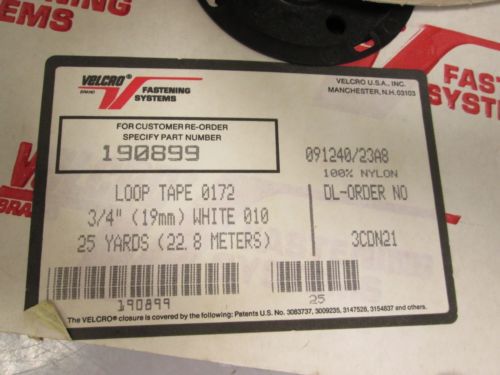 VELCRO®
BRAND
FASTENING
SYSTEMS
VELCRO U.S.A., INC.
MANCHESTER, N.H. 03103
FOR CUSTOMER RE-ORDER
SPECIFY PART NUMBER
190899
091240/23A8
100% NYLON
LOOP TAPE 0172
DL-ORDER NO
3/4" (19mm) WHITE 010
25 YARDS (22.8 METERS)
3CDN21
190899
25
The VELCRO® closure is covered by the following: Patents U.S. No. 3083737, 3009235, 3147528, 3154837 and others.
FASTENING
SYSTEMS